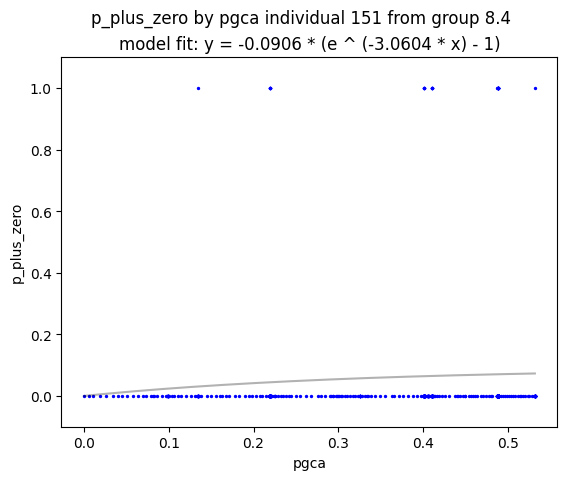 p_plus_zero by pgca individual 151 from group 8.4
model fit: y = -0.0906 * (e ^ (-3.0604 * x) - 1)
1.0
0.8
0.6
0.4
0.2
0.0
p_plus_zero
0.0 0.1 0.2 0.3 0.4 0.5
pgca